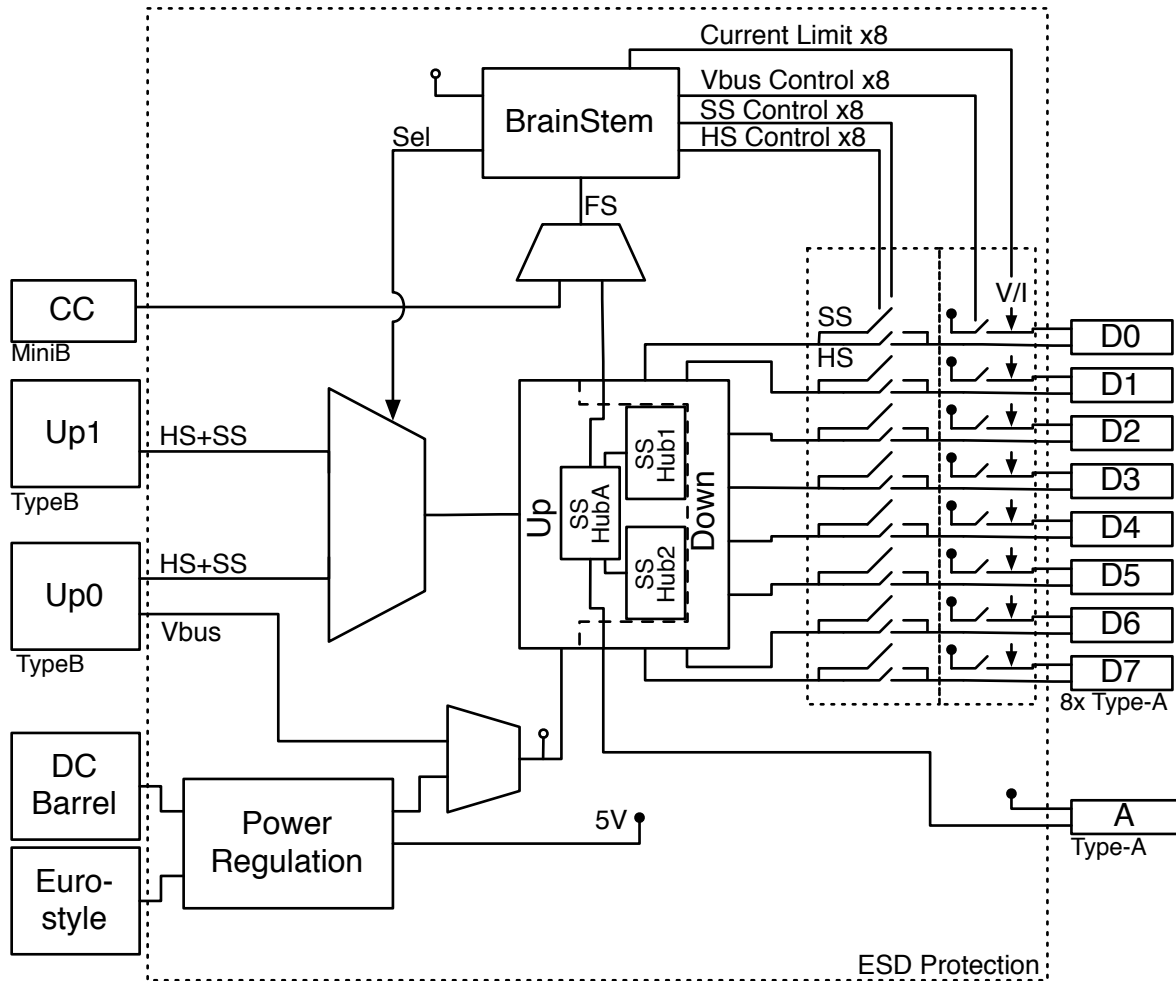 Current Limit x8
Vbus Control x8
BrainStem
SS Control x8
Sel
HS Control x8
FS
CC
MiniB
V/I
SS
D0
HS
D1
Up1
HS+SS
TypeB
D2
SS
Hub1
D3
Up
SS
HubA
Down
D4
SS
Hub2
HS+SS
Up0
D5
Vbus
TypeB
D6
D7
8x Type-A
DC
Barrel
Power
Regulation
5V
A
Type-A
Euro-
style
ESD Protection